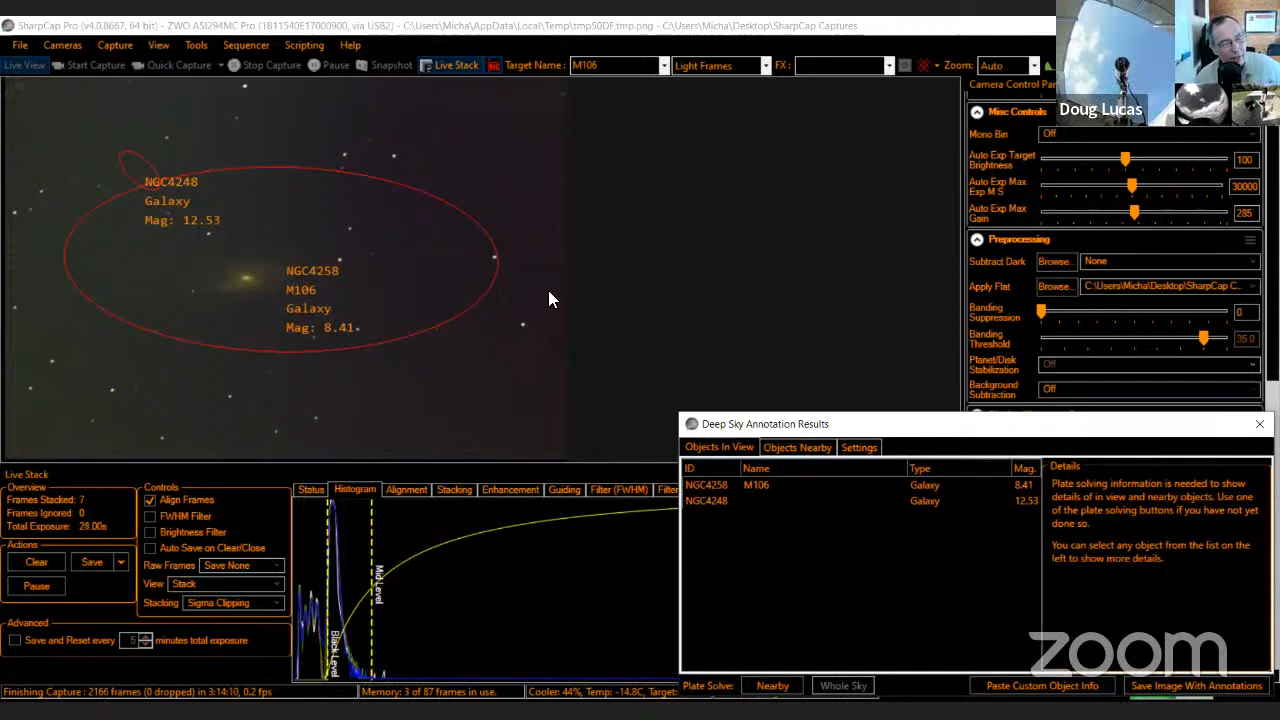 SharpCap Pro (v4.0.8667, 64 bit) - ZWO ASI294MC Pro (1B11540E17000900, via USB2) - C:\Users\Micha\AppData\Local\Temp\tmp50DF.tmp.png - C:\Users\Micha\Desktop\SharpCap Captures
File Cameras Capture View Tools Sequencer Scripting Help
Live View Start Capture Quick Capture Stop Capture Pause Snapshot Live Stack Target Name : M106 Light Frames FX : Zoom: Auto
Doug Lucas
NGC4248
Galaxy
Mag: 12.53
NGC4258
M106
Galaxy
Mag: 8.41
Camera Control Par
Misc Controls
Mono Bin Off
Auto Exp Target Brightness 100
Auto Exp Max Exp M S 30000
Auto Exp Max Gain 285
Preprocessing
Subtract Dark Browse... None
Apply Flat Browse... C:\Users\Micha\Desktop\SharpCap C...
Banding Suppression 0
Banding Threshold 35.0
Planet/Disk Stabilization Off
Background Subtraction Off
Live Stack
Overview
Frames Stacked: 7
Frames Ignored: 0
Total Exposure: 28.00s
Actions
Clear Save
Pause
Controls
Align Frames
FWHM Filter
Brightness Filter
Auto Save on Clear/Close
Raw Frames Save None
View Stack
Stacking Sigma Clipping
Advanced
Save and Reset every 5 minutes total exposure
Status Histogram Alignment Stacking Enhancement Guiding Filter (FWHM) Filter
Black Level
Mid Level
Deep Sky Annotation Results
Objects In View Objects Nearby Settings
ID Name Type Mag.
NGC4258 M106 Galaxy 8.41
NGC4248 Galaxy 12.53
Details
Plate solving information is needed to show
details of in view and nearby objects. Use one
of the plate solving buttons if you have not yet
done so.
You can select any object from the list on the
left to show more details.
Plate Solve: Nearby Whole Sky Paste Custom Object Info Save Image With Annotations
Finishing Capture : 2166 frames (0 dropped) in 3:14:10, 0.2 fps Memory: 3 of 87 frames in use. Cooler: 44%, Temp: -14.8C, Target:
zoom